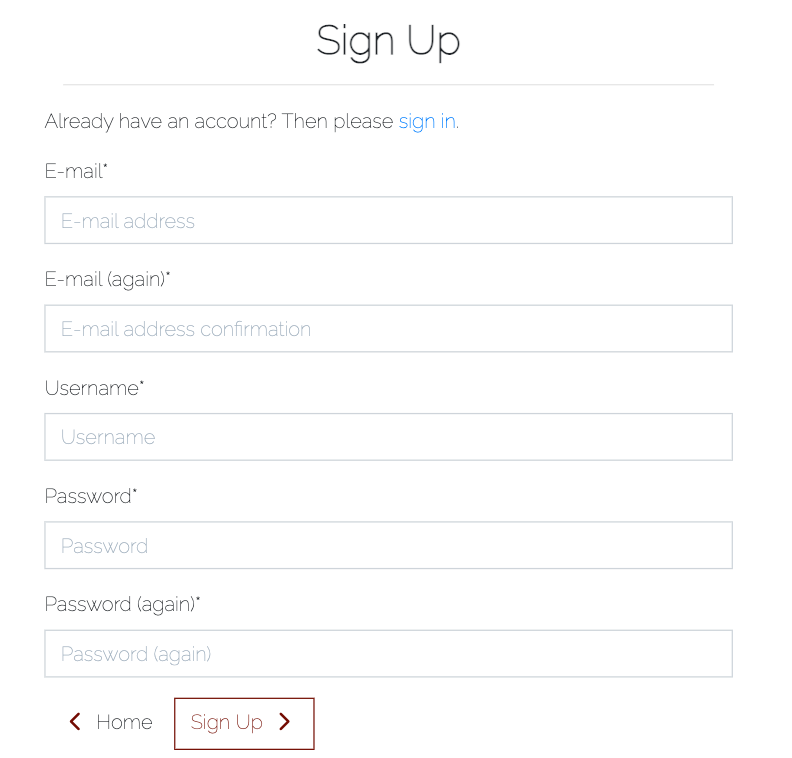 Sign Up
Already have an account? Then please sign in.
E-mail*
E-mail address
E-mail (again)*
E-mail address confirmation
Username*
Username
Password*
Password
Password (again)*
Password (again)
Home Sign Up